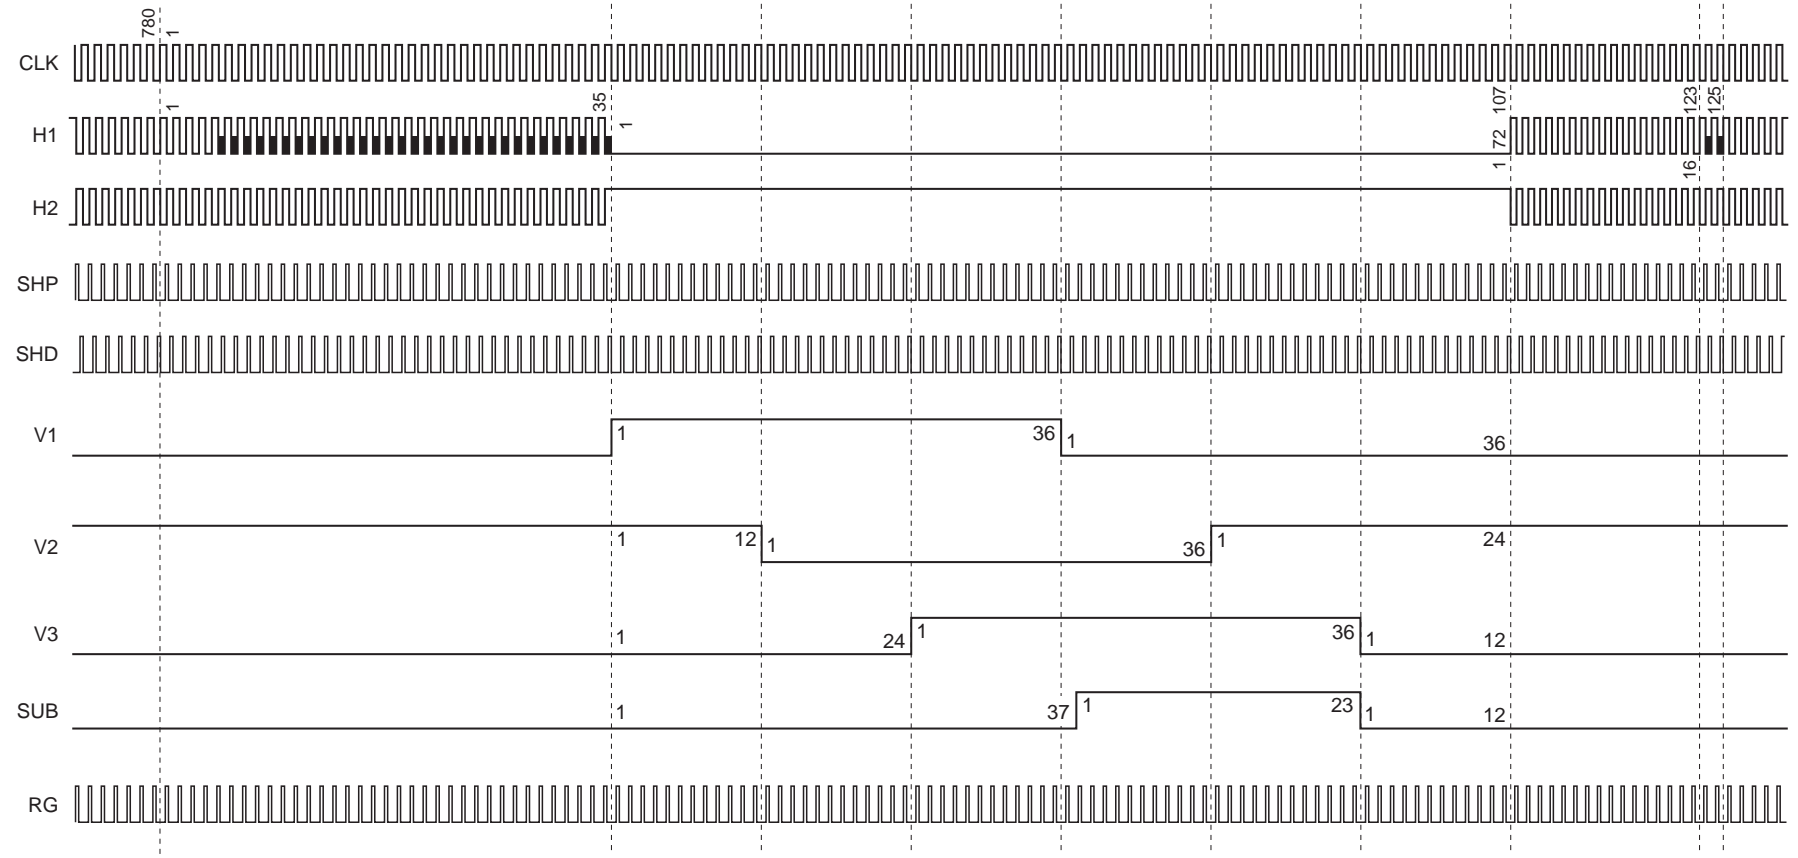 780 1
CLK
1 35 1 107 123 125
H1
72
1 16
H2
SHP
SHD
V1 1 36 1 36
V2 1 12 1 36 1 24
V3 1 24 1 36 1 12
SUB 1 37 1 23 1 12
RG